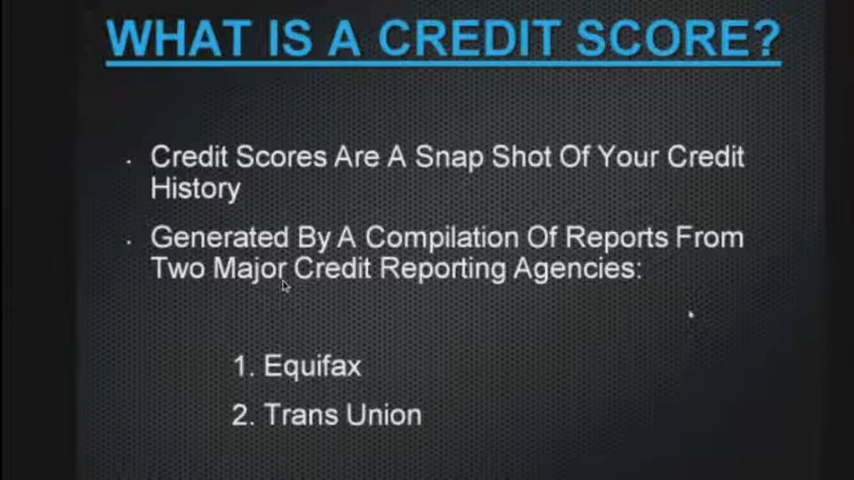 WHAT IS A CREDIT SCORE?
· Credit Scores Are A Snap Shot Of Your Credit
History
· Generated By A Compilation Of Reports From
Two Major Credit Reporting Agencies:
1. Equifax
2. Trans Union